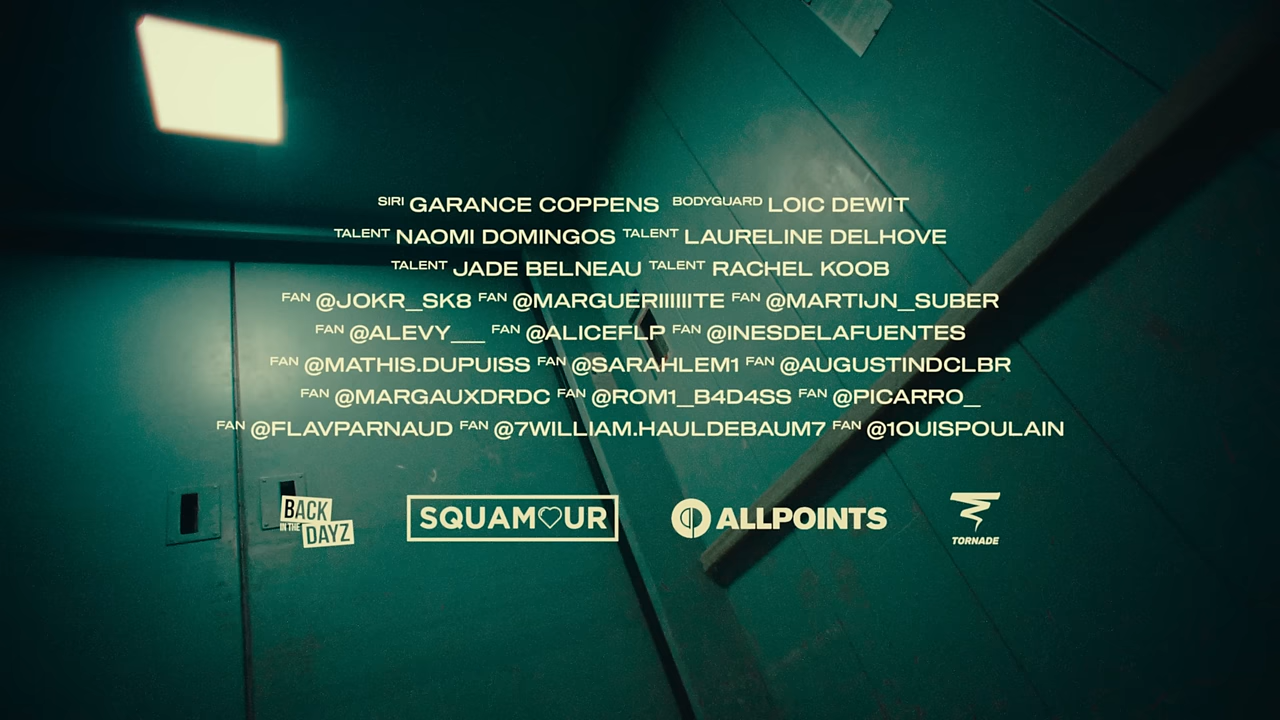 SIRI GARANCE COPPENS BODYGUARD LOIC DEWIT
TALENT NAOMI DOMINGOS TALENT LAURELINE DELHOVE
TALENT JADE BELNEAU TALENT RACHEL KOOB
FAN @JOKR_SK8 FAN @MARGUERIIIIIITE FAN @MARTIJN_SUBER
FAN @ALEVY___ FAN @ALICEFLP FAN @INESDELAFUENTES
FAN @MATHIS.DUPUISS FAN @SARAHLEM1 FAN @AUGUSTINDCLBR
FAN @MARGAUXDRDC FAN @ROM1_B4D4SS FAN @PICARRO_
FAN @FLAVPARNAUD FAN @7WILLIAM.HAULDEBAUM7 FAN @1OUISPOULAIN
BACK IN THE DAYZ
SQUAMOUR
ALLPOINTS
TORNADE